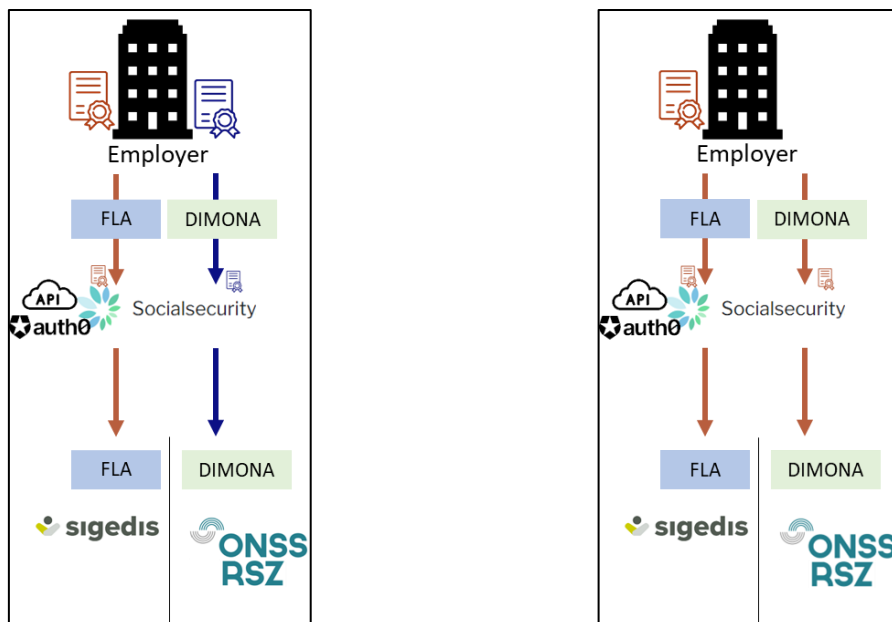 Employer
FLA
DIMONA
API
auth0
Socialsecurity
FLA
DIMONA
sigedis
ONSS
RSZ
Employer
FLA
DIMONA
API
auth0
Socialsecurity
FLA
DIMONA
sigedis
ONSS
RSZ